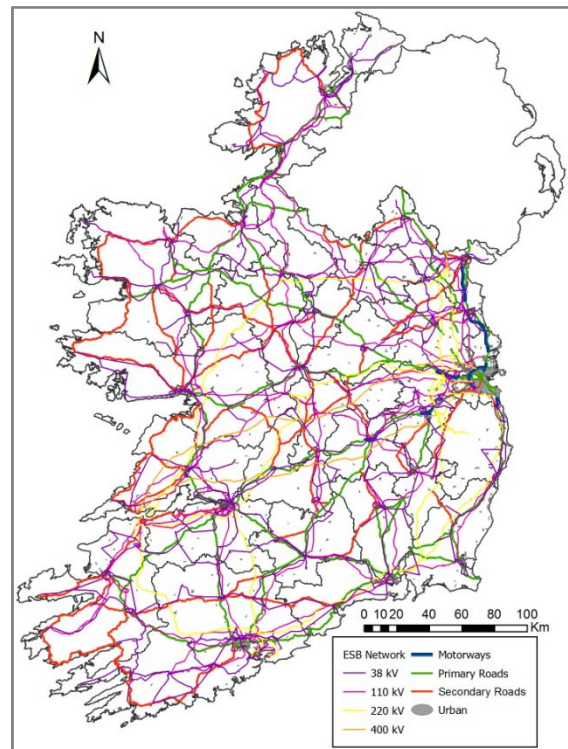 N
0 10 20 40 60 80 100
Km
ESB Network
38 kV
110 kV
220 kV
400 kV
Motorways
Primary Roads
Secondary Roads
Urban